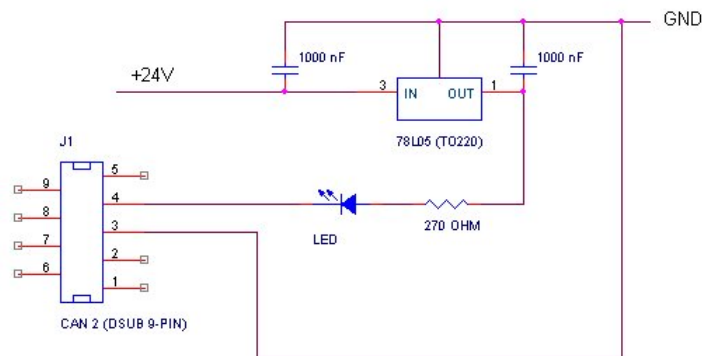 GND
1000 nF
1000 nF
+24V
3 IN OUT 1
78L05 (TO220)
J1
5
9
4
8
3
270 OHM
LED
7
2
6
1
CAN 2 (DSUB 9-PIN)